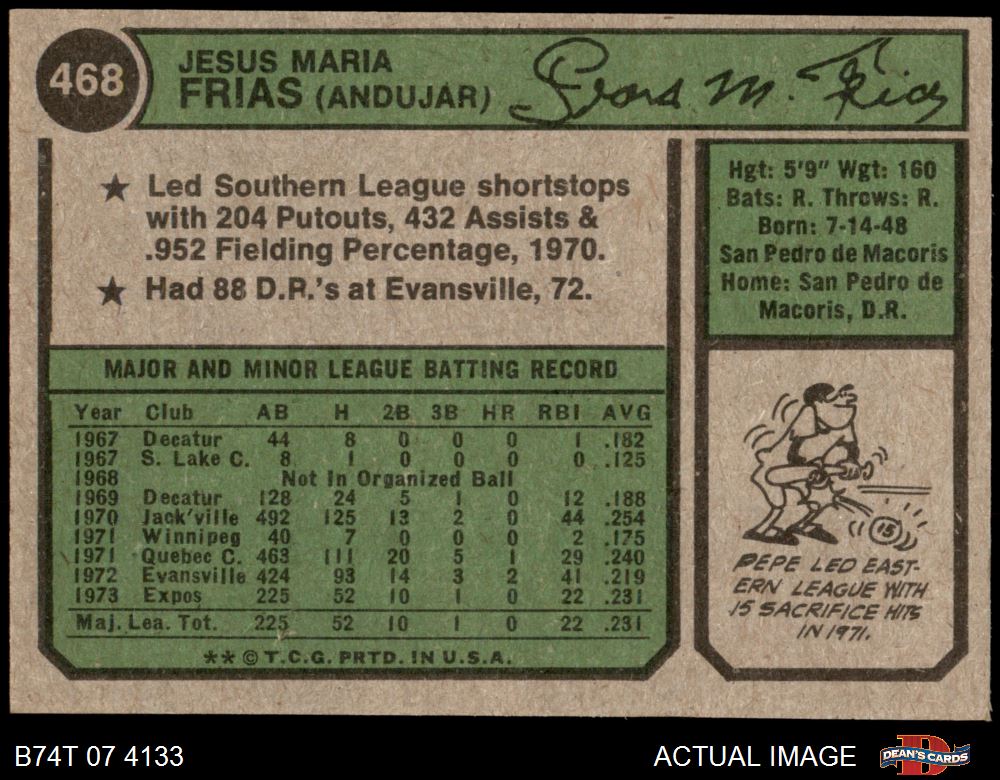 468
JESUS MARIA
FRIAS (ANDUJAR)
Jesus M. Frias
★ Led Southern League shortstops
with 204 Putouts, 432 Assists &
.952 Fielding Percentage, 1970.
★ Had 88 D.P.'s at Evansville, 72.
Hgt: 5'9" Wgt: 160
Bats: R. Throws: R.
Born: 7-14-48
San Pedro de Macoris
Home: San Pedro de
Macoris, D.R.
MAJOR AND MINOR LEAGUE BATTING RECORD
Year Club AB H 2B 3B HR RBI AVG
1967 Decatur 44 8 0 0 0 1 .182
1967 S. Lake C. 8 1 0 0 0 0 .125
1968 Not In Organized Ball
1969 Decatur 128 24 5 1 0 12 .188
1970 Jack'ville 492 125 13 2 0 44 .254
1971 Winnipeg 40 7 0 0 0 2 .175
1971 Quebec C. 463 111 20 5 1 29 .240
1972 Evansville 424 93 14 3 2 41 .219
1973 Expos 225 52 10 1 0 22 .231
Maj. Lea. Tot. 225 52 10 1 0 22 .231
** © T.C.G. PRTD. IN U.S.A.
15
PEPE LED EAST-
ERN LEAGUE WITH
15 SACRIFICE HITS
IN 1971.
B74T 07 4133
ACTUAL IMAGE
DEAN'S CARDS